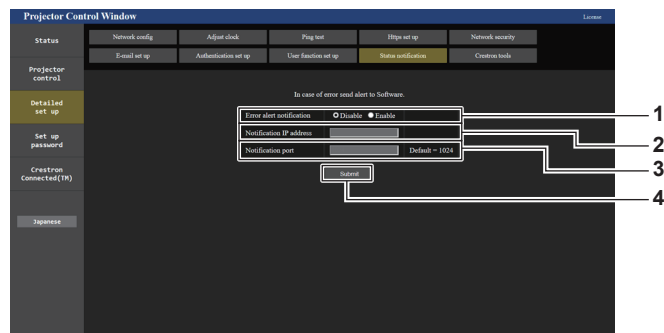 Projector Control Window
License
Status
Network config
Adjust clock
Ping test
Https set up
Network security
E-mail set up
Authentication set up
User function set up
Status notification
Crestron tools
Projector
control
Detailed
set up
Set up
password
Crestron
Connected(TM)
Japanese
In case of error send alert to Software.
Error alert notification
Disable
Enable
1
Notification IP address
2
Notification port
Default = 1024
3
Submit
4